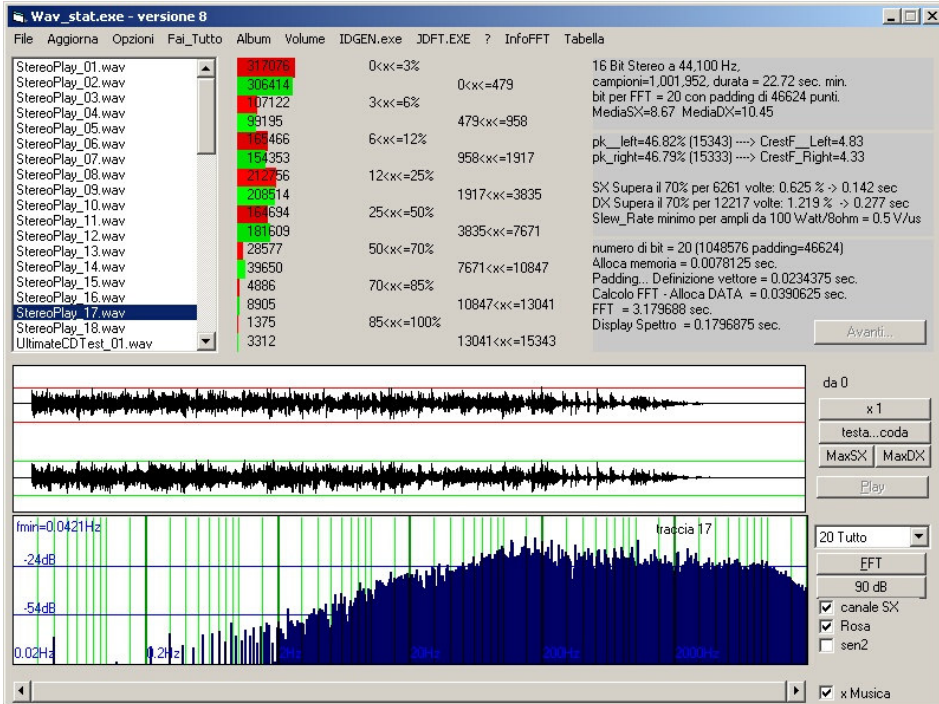 Wav_stat.exe - versione 8
File Aggiorna Opzioni Fai_Tutto Album Volume IDGEN.exe JDFT.EXE ? InfoFFT Tabella
StereoPlay_01.wav
StereoPlay_02.wav
StereoPlay_03.wav
StereoPlay_04.wav
StereoPlay_05.wav
StereoPlay_06.wav
StereoPlay_07.wav
StereoPlay_08.wav
StereoPlay_09.wav
StereoPlay_10.wav
StereoPlay_11.wav
StereoPlay_12.wav
StereoPlay_13.wav
StereoPlay_14.wav
StereoPlay_15.wav
StereoPlay_16.wav
StereoPlay_17.wav
StereoPlay_18.wav
UltimateCDTest_01.wav
317076 0<x<=3%
306414 0<x<=479
107122 3<x<=6%
99195 479<x<=958
165466 6<x<=12%
154353 958<x<=1917
212756 12<x<=25%
208514 1917<x<=3835
164694 25<x<=50%
181609 3835<x<=7671
28577 50<x<=70%
39650 7671<x<=10847
4886 70<x<=85%
8905 10847<x<=13041
1375 85<x<=100%
3312 13041<x<=15343
16 Bit Stereo a 44,100 Hz,
campioni=1,001,952, durata = 22.72 sec. min.
bit per FFT = 20 con padding di 46624 punti.
MediaSX=8.67 MediaDX=10.45
pk__left=46.82% (15343) ----> CrestF__Left=4.83
pk_right=46.79% (15333) ----> CrestF_Right=4.33
SX Supera il 70% per 6261 volte: 0.625 % -> 0.142 sec
DX Supera il 70% per 12217 volte: 1.219 % -> 0.277 sec
Slew_Rate minimo per ampli da 100 Watt/8ohm = 0.5 V/us
numero di bit = 20 (1048576 padding=46624)
Alloca memoria = 0.0078125 sec.
Padding... Definizione vettore = 0.0234375 sec.
Calcolo FFT - Alloca DATA = 0.0390625 sec.
FFT = 3.179688 sec.
Display Spettro = 0.1796875 sec.
Avanti...
da 0
x 1
testa...coda
MaxSX MaxDX
Play
fmin=0.0421Hz
traccia 17
-24dB
-54dB
0.02Hz 0.2Hz 2Hz 20Hz 200Hz 2000Hz
20 Tutto
FFT
90 dB
canale SX
Rosa
sen2
x Musica